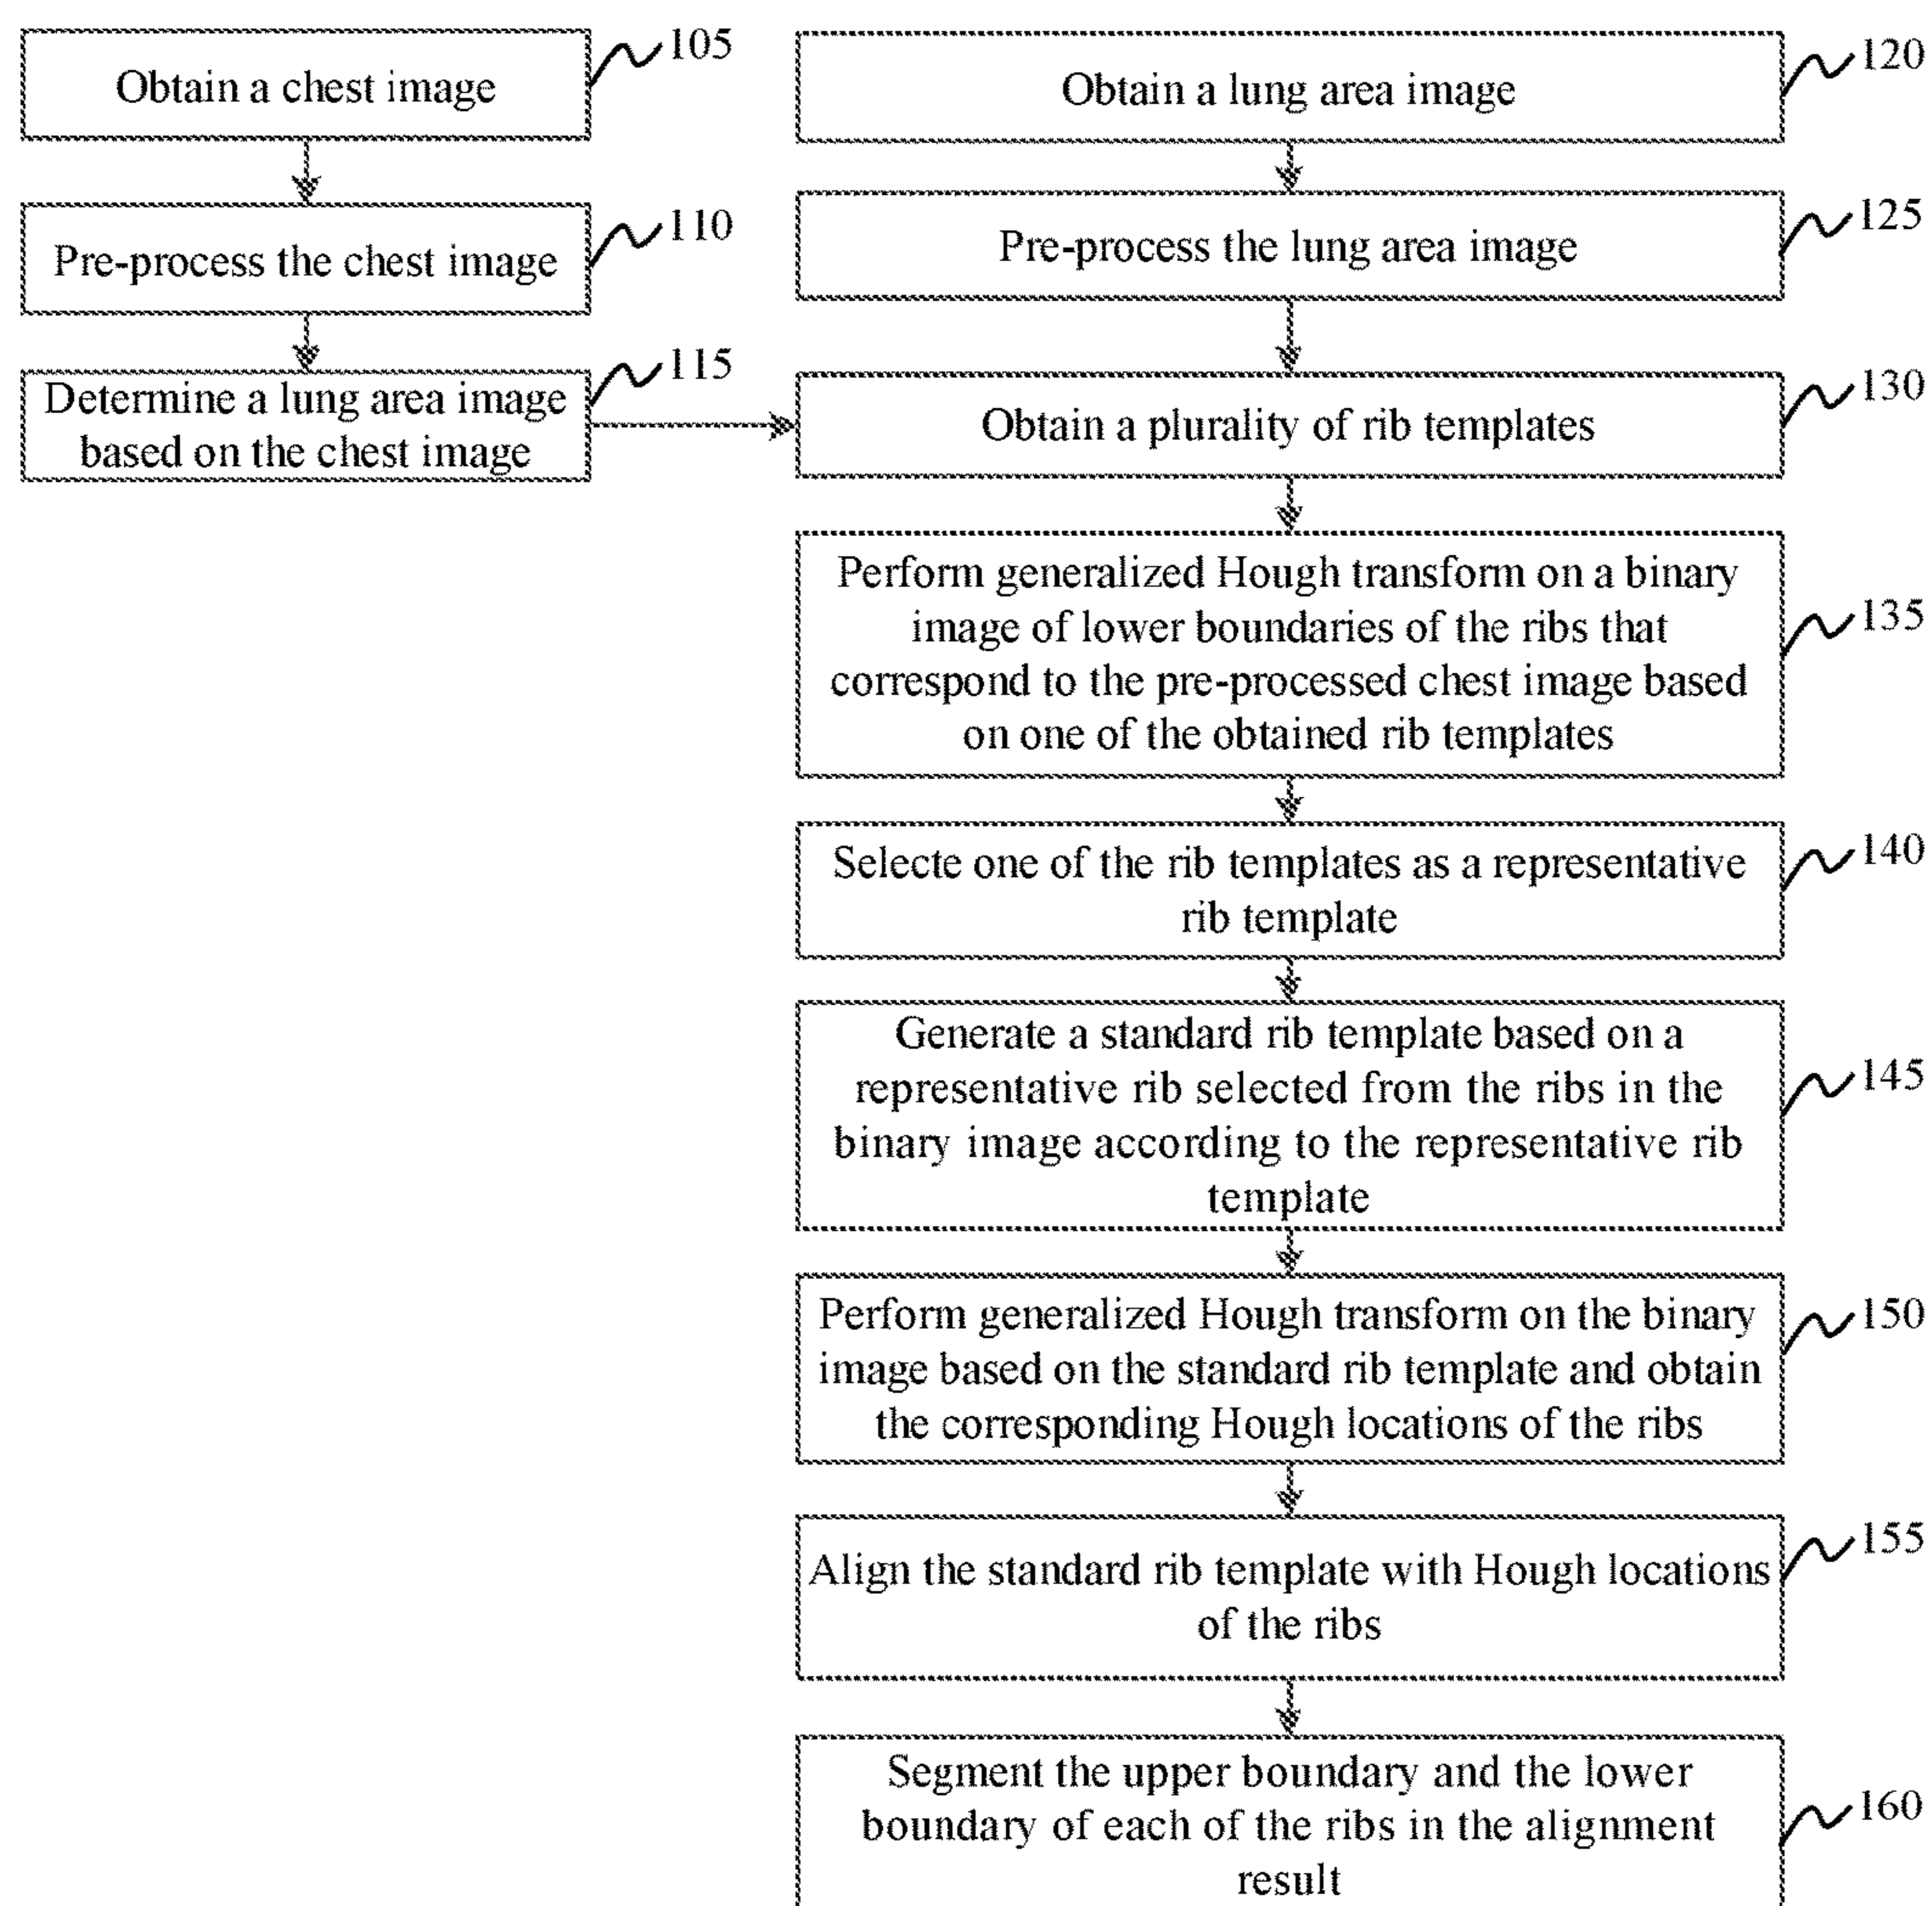 Obtain a chest image
105
Pre-process the chest image
110
Determine a lung area image
based on the chest image
115
Obtain a lung area image
120
Pre-process the lung area image
125
Obtain a plurality of rib templates
130
Perform generalized Hough transform on a binary
image of lower boundaries of the ribs that
correspond to the pre-processed chest image based
on one of the obtained rib templates
135
Selecte one of the rib templates as a representative
rib template
140
Generate a standard rib template based on a
representative rib selected from the ribs in the
binary image according to the representative rib
template
145
Perform generalized Hough transform on the binary
image based on the standard rib template and obtain
the corresponding Hough locations of the ribs
150
Align the standard rib template with Hough locations
of the ribs
155
Segment the upper boundary and the lower
boundary of each of the ribs in the alignment
result
160